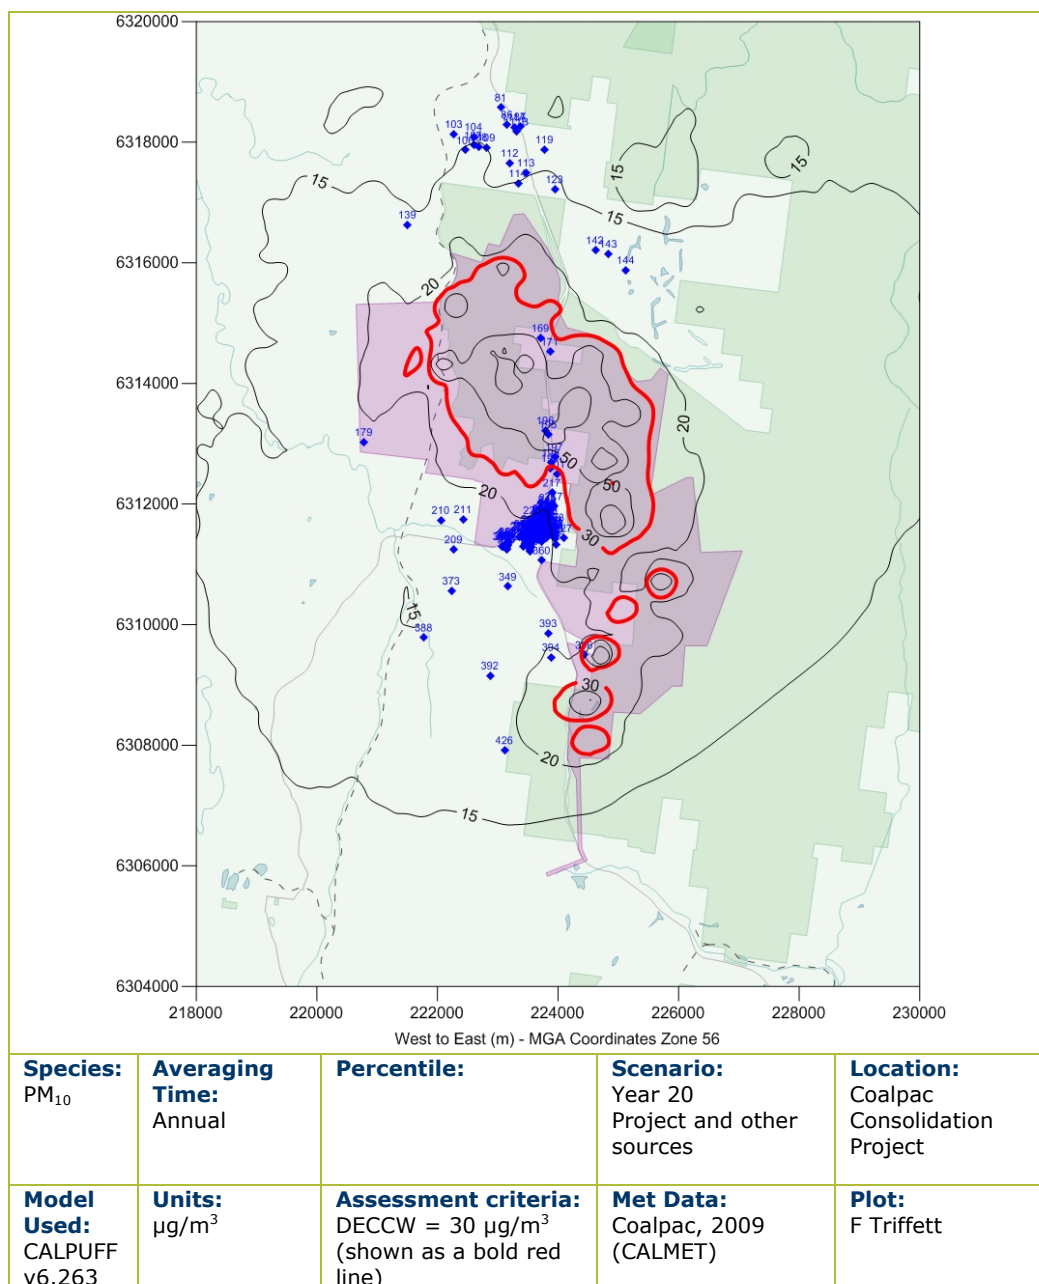 6320000
6318000
6316000
6314000
6312000
6310000
6308000
6306000
6304000
218000 220000 222000 224000 226000 228000 230000
West to East (m) - MGA Coordinates Zone 56
81
103
104
109
119
112
113
123
139
142
143
144
169
171
179
196
197
217
210
211
209
360
373
349
388
393
394
392
426
15
15
15
15
20
20
20
50
50
30
15
30
20
15
Species:
PM₁₀
Averaging
Time:
Annual
Percentile:
Scenario:
Year 20
Project and other
sources
Location:
Coalpac
Consolidation
Project
Model
Used:
CALPUFF
v6.263
Units:
µg/m³
Assessment criteria:
DECCW = 30 µg/m³
(shown as a bold red
line)
Met Data:
Coalpac, 2009
(CALMET)
Plot:
F Triffett